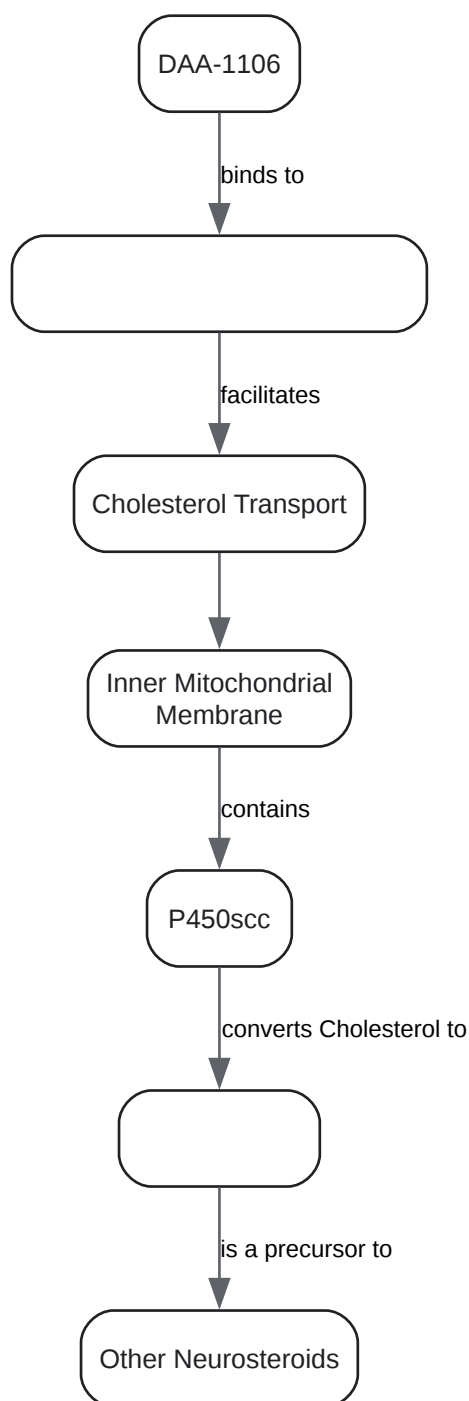 DAA-1106
binds to
facilitates
Cholesterol Transport
Inner Mitochondrial
Membrane
contains
P450scc
converts Cholesterol to
is a precursor to
Other Neurosteroids